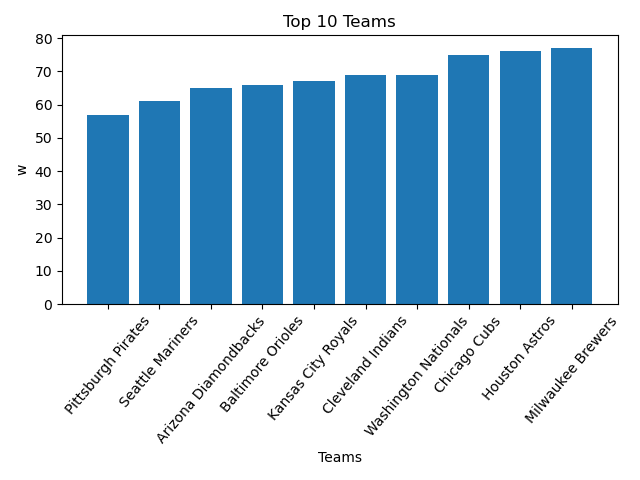 Top 10 Teams
80
70
60
50
40
30
20
10
0
w
Pittsburgh Pirates
Seattle Mariners
Arizona Diamondbacks
Baltimore Orioles
Kansas City Royals
Cleveland Indians
Washington Nationals
Chicago Cubs
Houston Astros
Milwaukee Brewers
Teams